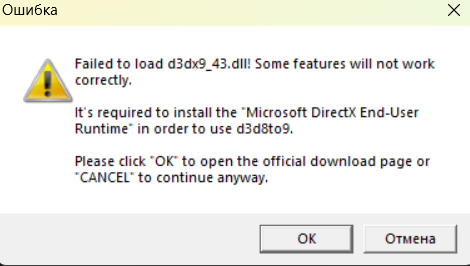 Ошибка
Failed to load d3dx9_43.dll! Some features will not work
correctly.
It's required to install the "Microsoft DirectX End-User
Runtime" in order to use d3d8to9.
Please click "OK" to open the official download page or
"CANCEL" to continue anyway.
OK
Отмена